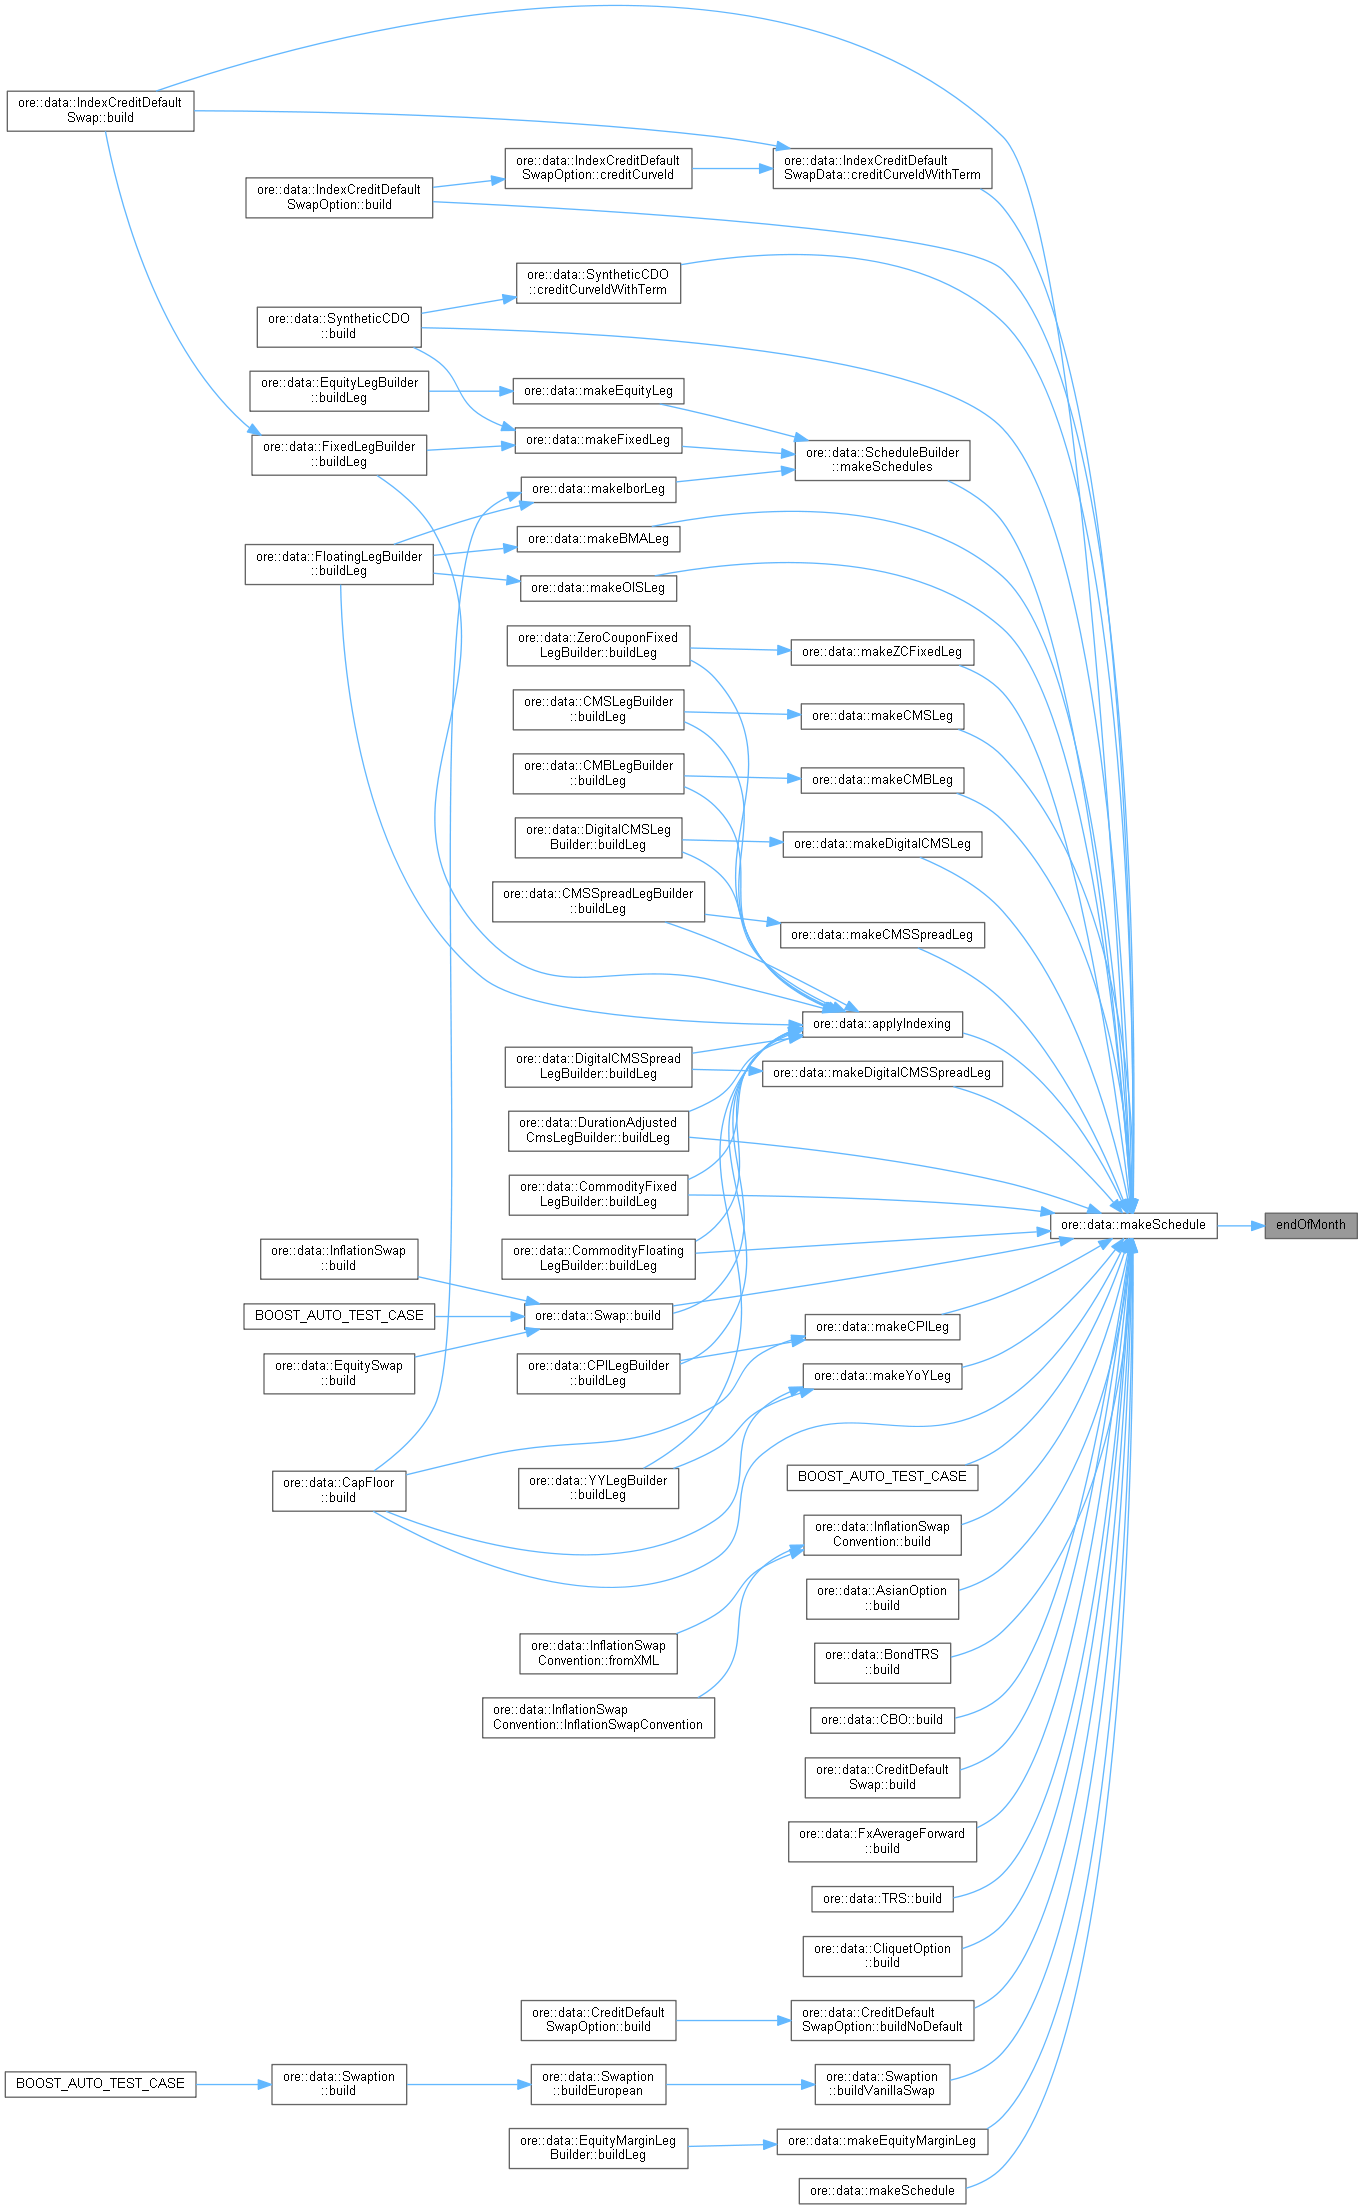 ore::data::IndexCreditDefault
Swap::build
ore::data::IndexCreditDefault
SwapOption::creditCurveId
ore::data::IndexCreditDefault
SwapData::creditCurveIdWithTerm
ore::data::IndexCreditDefault
SwapOption::build
ore::data::SyntheticCDO
::creditCurveIdWithTerm
ore::data::SyntheticCDO
::build
ore::data::EquityLegBuilder
::buildLeg
ore::data::makeEquityLeg
ore::data::FixedLegBuilder
::buildLeg
ore::data::makeFixedLeg
ore::data::ScheduleBuilder
::makeSchedules
ore::data::makeIborLeg
ore::data::makeBMALeg
ore::data::FloatingLegBuilder
::buildLeg
ore::data::makeOISLeg
ore::data::ZeroCouponFixed
LegBuilder::buildLeg
ore::data::makeZCFixedLeg
ore::data::CMSLegBuilder
::buildLeg
ore::data::makeCMSLeg
ore::data::CMBLegBuilder
::buildLeg
ore::data::makeCMBLeg
ore::data::DigitalCMSLeg
Builder::buildLeg
ore::data::makeDigitalCMSLeg
ore::data::CMSSpreadLegBuilder
::buildLeg
ore::data::makeCMSSpreadLeg
ore::data::applyIndexing
ore::data::DigitalCMSSpread
LegBuilder::buildLeg
ore::data::makeDigitalCMSSpreadLeg
ore::data::DurationAdjusted
CmsLegBuilder::buildLeg
ore::data::CommodityFixed
LegBuilder::buildLeg
ore::data::makeSchedule
endOfMonth
ore::data::InflationSwap
::build
ore::data::CommodityFloating
LegBuilder::buildLeg
BOOST_AUTO_TEST_CASE
ore::data::Swap::build
ore::data::makeCPILeg
ore::data::EquitySwap
::build
ore::data::CPILegBuilder
::buildLeg
ore::data::makeYoYLeg
ore::data::CapFloor
::build
ore::data::YYLegBuilder
::buildLeg
BOOST_AUTO_TEST_CASE
ore::data::InflationSwap
Convention::build
ore::data::AsianOption
::build
ore::data::InflationSwap
Convention::fromXML
ore::data::BondTRS
::build
ore::data::InflationSwap
Convention::InflationSwapConvention
ore::data::CBO::build
ore::data::CreditDefault
Swap::build
ore::data::FxAverageForward
::build
ore::data::TRS::build
ore::data::CliquetOption
::build
ore::data::CreditDefault
SwapOption::build
ore::data::CreditDefault
SwapOption::buildNoDefault
BOOST_AUTO_TEST_CASE
ore::data::Swaption
::build
ore::data::Swaption
::buildEuropean
ore::data::Swaption
::buildVanillaSwap
ore::data::EquityMarginLeg
Builder::buildLeg
ore::data::makeEquityMarginLeg
ore::data::makeSchedule